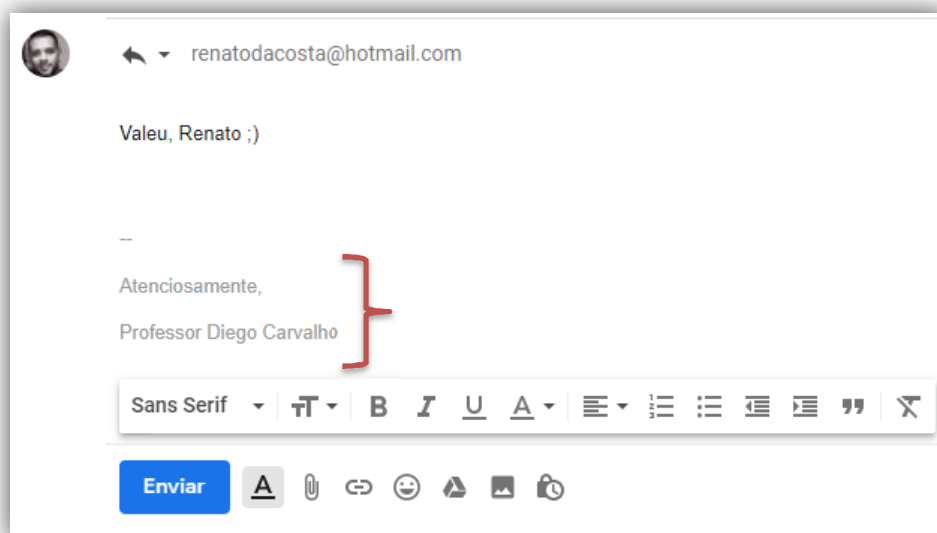 renatodacosta@hotmail.com
Valeu, Renato ;)
--
Atenciosamente,
Professor Diego Carvalho
Sans Serif
Enviar